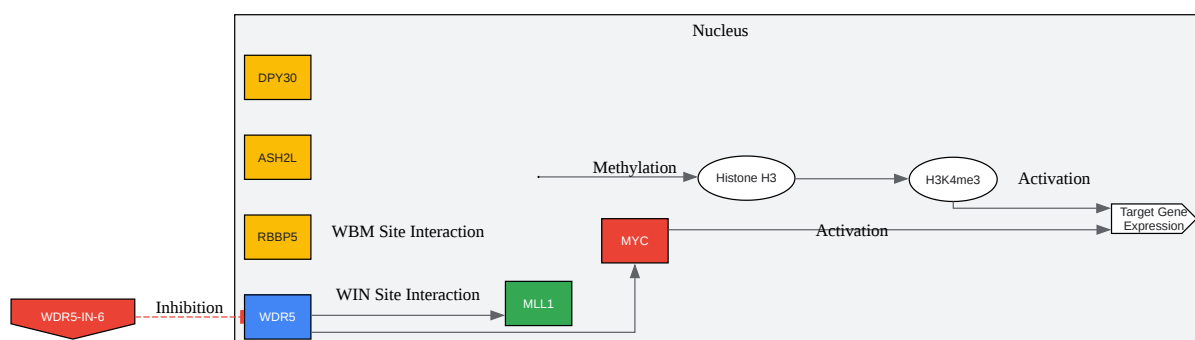 Nucleus
DPY30
ASH2L
Methylation
Histone H3
H3K4me3
Activation
Target Gene
Expression
RBBP5
WBM Site Interaction
MYC
Activation
WDR5-IN-6
Inhibition
WDR5
WIN Site Interaction
MLL1